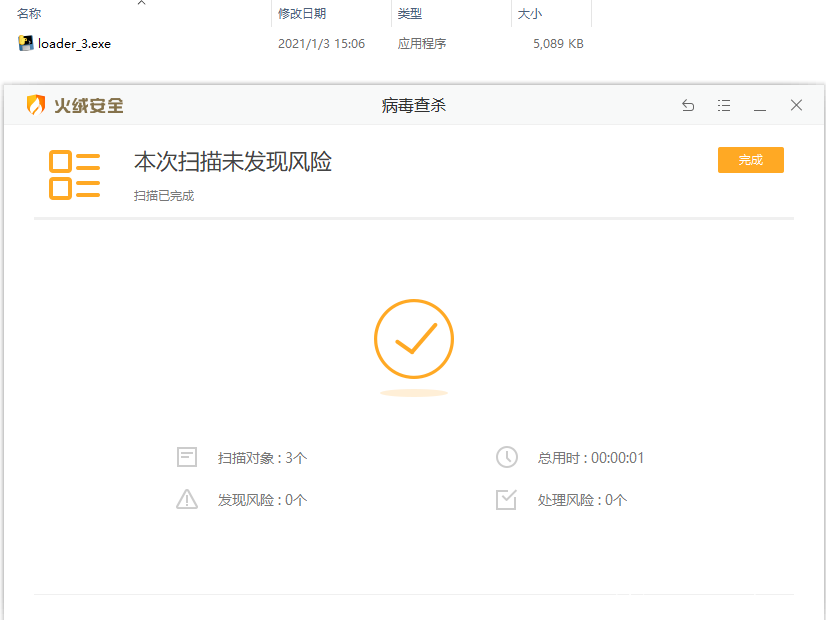 名称 修改日期 类型 大小
loader_3.exe 2021/1/3 15:06 应用程序 5,089 KB
火绒安全 病毒查杀
本次扫描未发现风险
扫描已完成
完成
扫描对象 : 3个 总用时 : 00:00:01
发现风险 : 0个 处理风险 : 0个